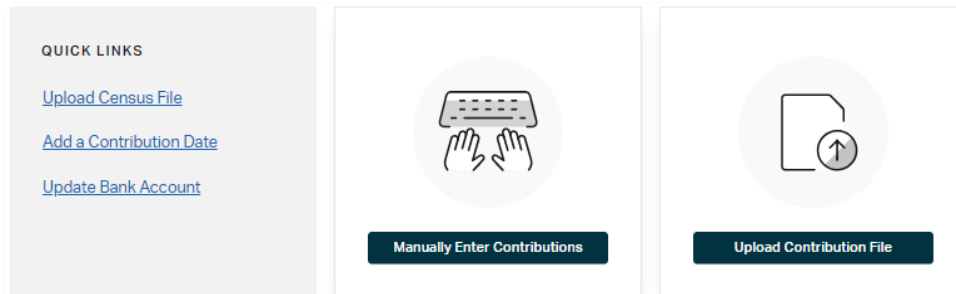 QUICK LINKS
Upload Census File
Add a Contribution Date
Update Bank Account
Manually Enter Contributions
Upload Contribution File